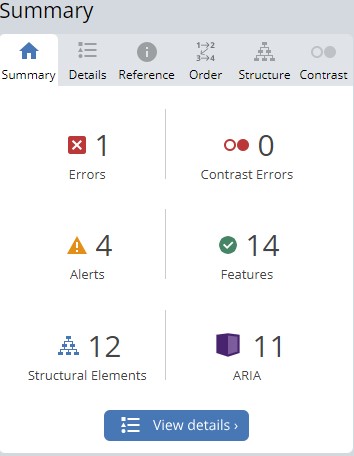 Summary
Summary Details Reference Order Structure Contrast
1 0
Errors Contrast Errors
4 14
Alerts Features
12 11
Structural Elements ARIA
View details ›